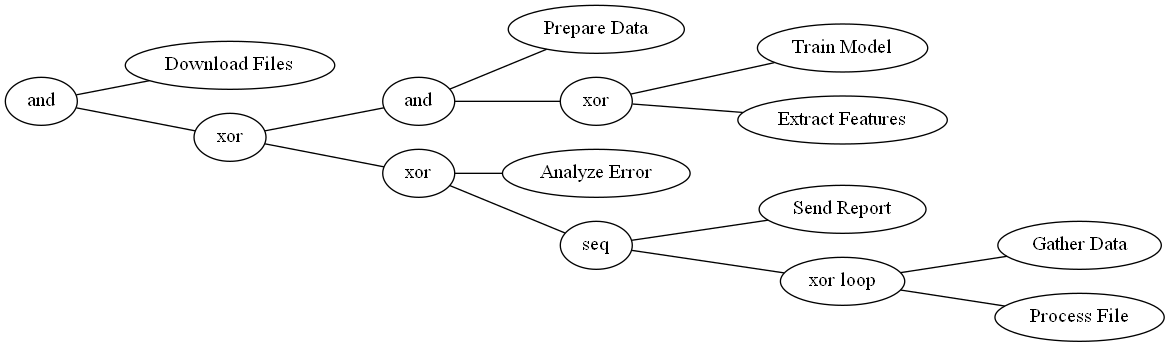 Prepare Data
Train Model
Download Files
and
and
xor
Extract Features
xor
xor
Analyze Error
Send Report
seq
Gather Data
xor loop
Process File